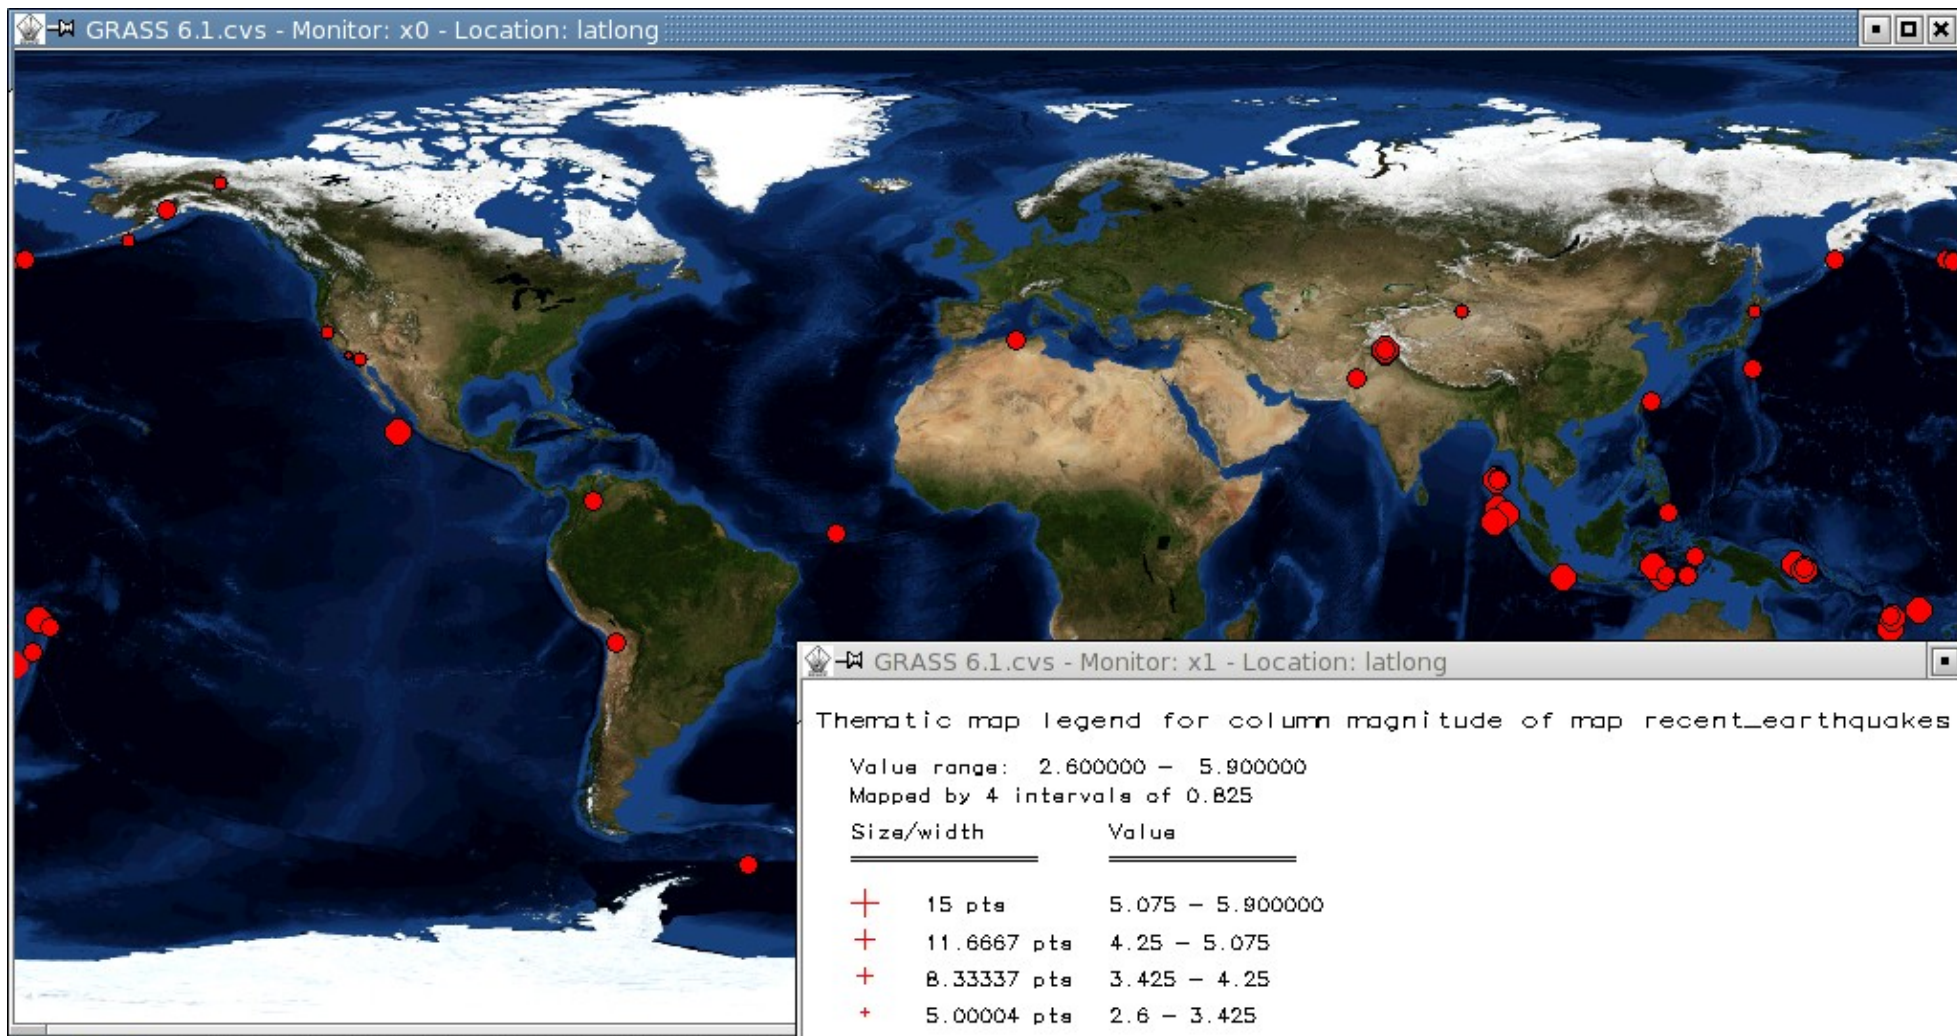 GRASS 6.1.cvs - Monitor: x0 - Location: latlong
GRASS 6.1.cvs - Monitor: x1 - Location: latlong
Thematic map legend for column magnitude of map recent_earthquakes
Value range: 2.600000 - 5.900000
Mapped by 4 intervals of 0.825
Size/width Value
15 pts 5.075 - 5.900000
11.6667 pts 4.25 - 5.075
8.33337 pts 3.425 - 4.25
5.00004 pts 2.6 - 3.425